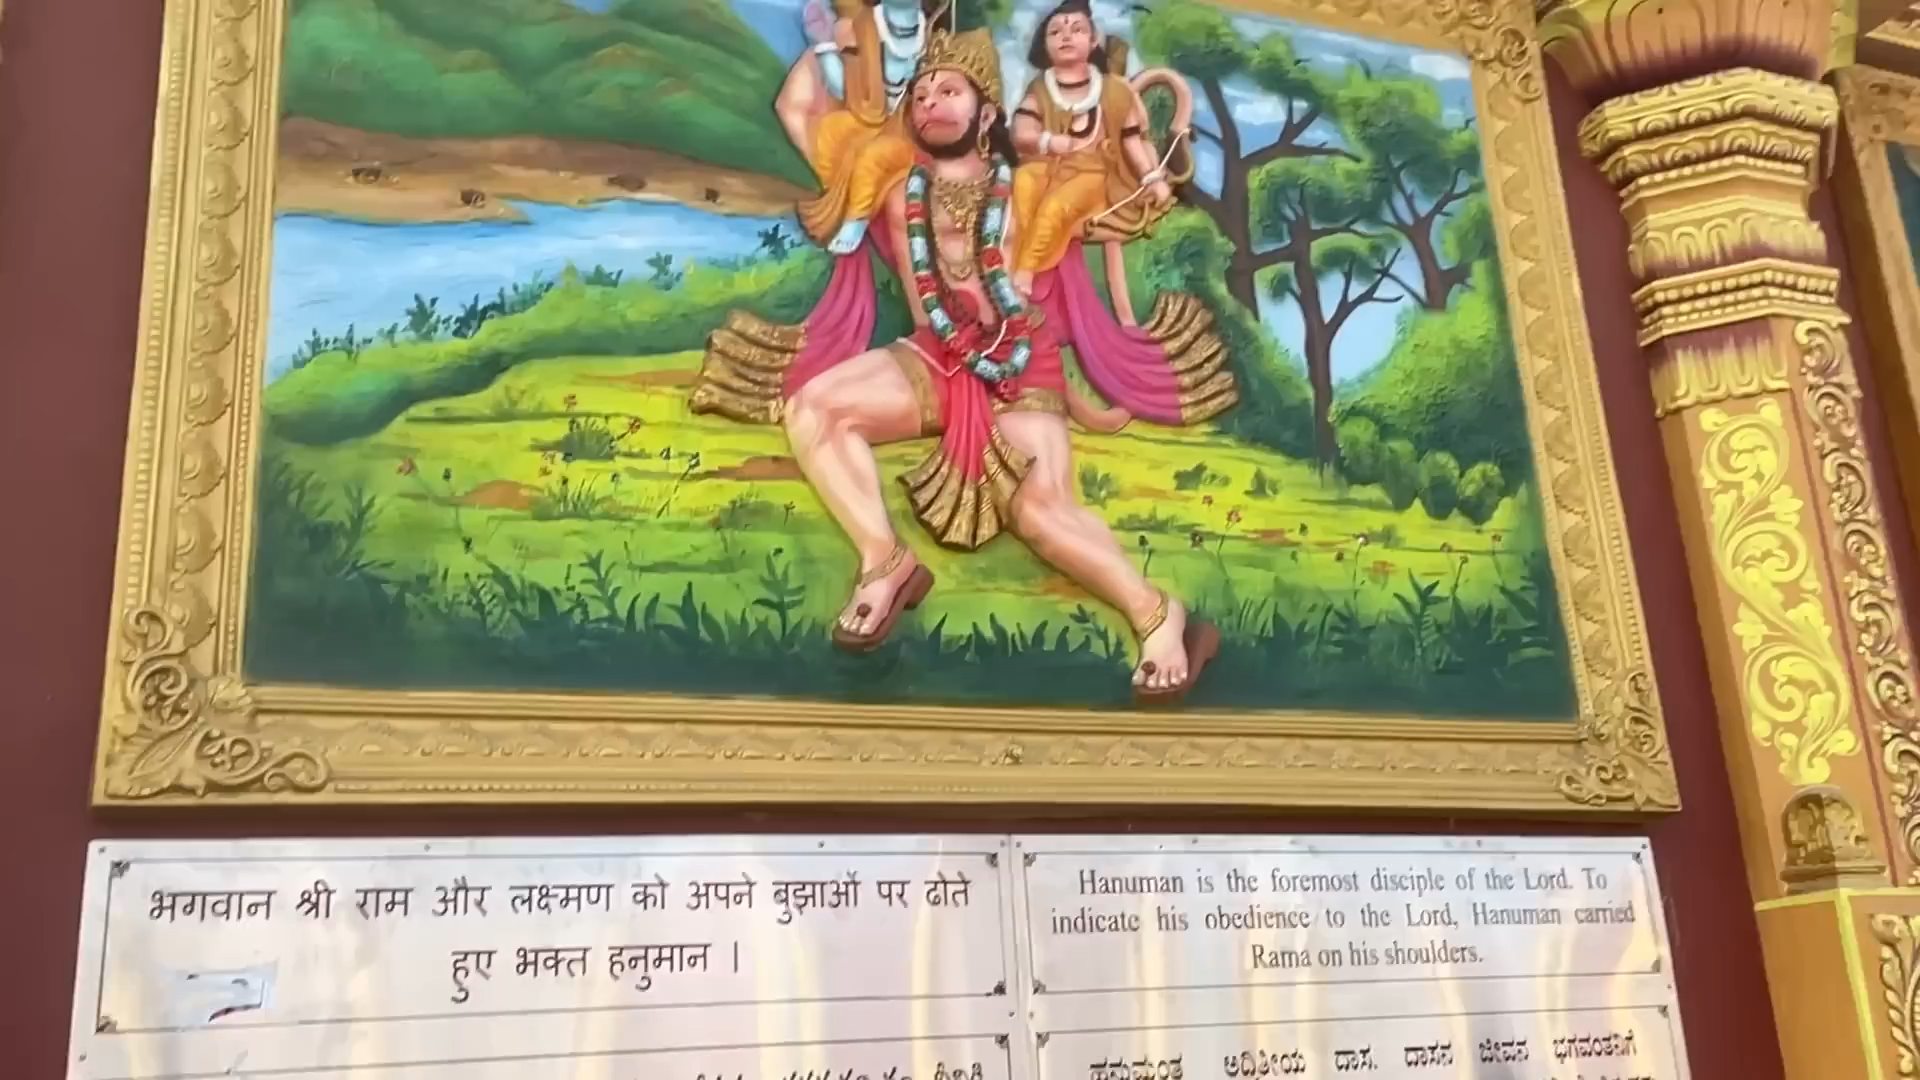 भगवान श्री राम और लक्ष्मण को अपने बुझाओं पर ढोते
हुए भक्त हनुमान ।
Hanuman is the foremost disciple of the Lord. To
indicate his obedience to the Lord, Hanuman carried
Rama on his shoulders.
ಹನುಮಂತ ಅದ್ವಿತೀಯ ದಾಸ. ದಾಸನ ಜೀವನ ಭಗವಂತನಿಗೆ